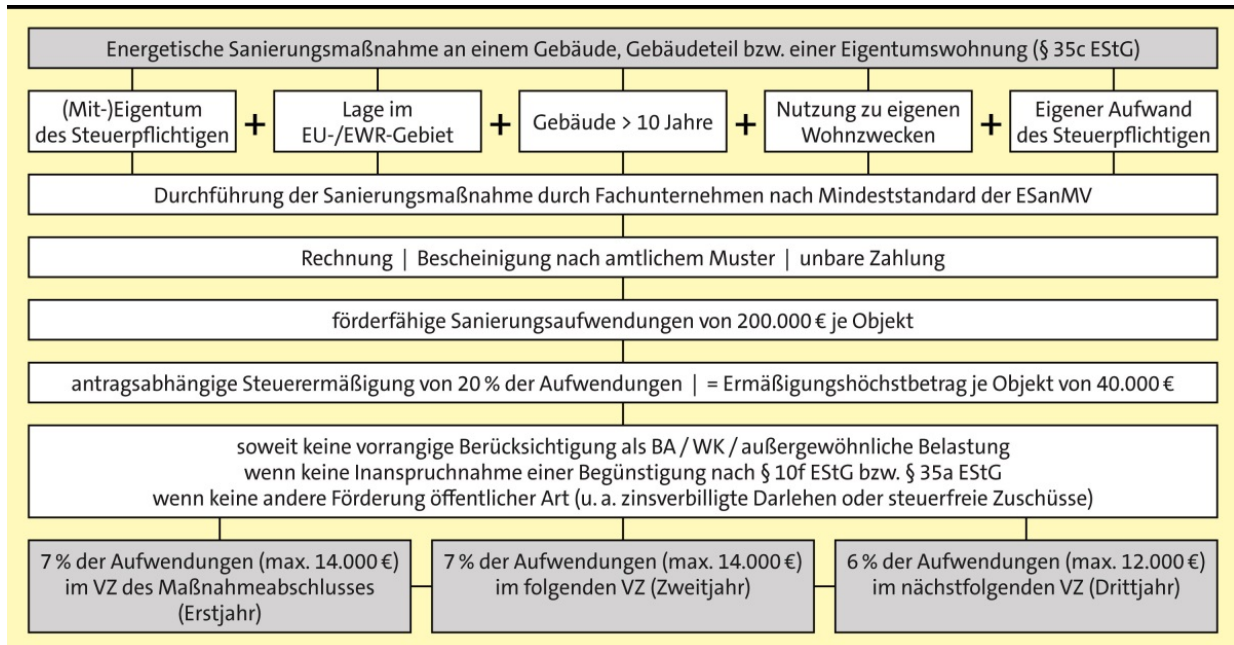 Energetische Sanierungsmaßnahme an einem Gebäude, Gebäudeteil bzw. einer Eigentumswohnung (§ 35c EStG)
(Mit-)Eigentum
des Steuerpflichtigen
+
Lage im
EU-/EWR-Gebiet
+
Gebäude > 10 Jahre
+
Nutzung zu eigenen
Wohnzwecken
+
Eigener Aufwand
des Steuerpflichtigen
Durchführung der Sanierungsmaßnahme durch Fachunternehmen nach Mindeststandard der ESanMV
Rechnung | Bescheinigung nach amtlichem Muster | unbare Zahlung
förderfähige Sanierungsaufwendungen von 200.000 € je Objekt
antragsabhängige Steuerermäßigung von 20 % der Aufwendungen | = Ermäßigungshöchstbetrag je Objekt von 40.000 €
soweit keine vorrangige Berücksichtigung als BA / WK / außergewöhnliche Belastung
wenn keine Inanspruchnahme einer Begünstigung nach § 10f EStG bzw. § 35a EStG
wenn keine andere Förderung öffentlicher Art (u. a. zinsverbilligte Darlehen oder steuerfreie Zuschüsse)
7 % der Aufwendungen (max. 14.000 €)
im VZ des Maßnahmeabschlusses
(Erstjahr)
7 % der Aufwendungen (max. 14.000 €)
im folgenden VZ (Zweitjahr)
6 % der Aufwendungen (max. 12.000 €)
im nächstfolgenden VZ (Drittjahr)